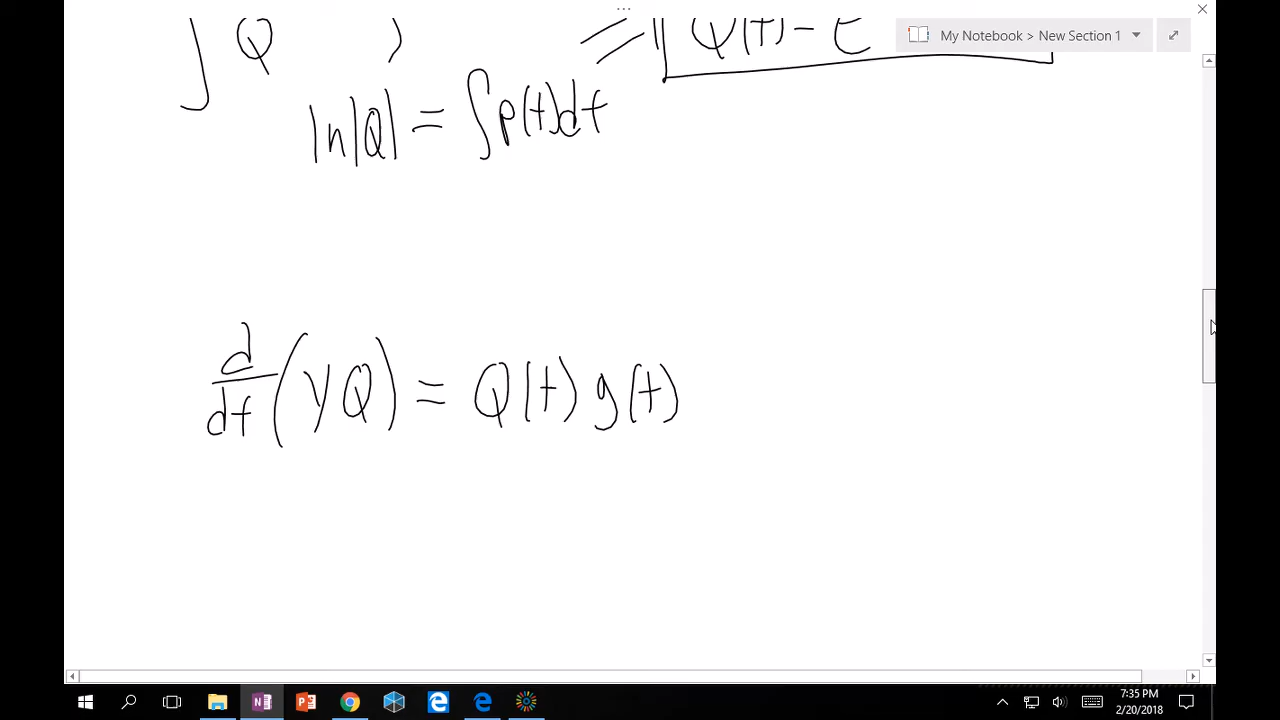 ∫ Q
Q(t) = e
My Notebook > New Section 1
ln|Q| = ∫p(t)dt
d/dt (yQ) = Q(t) g(t)
7:35 PM
2/20/2018